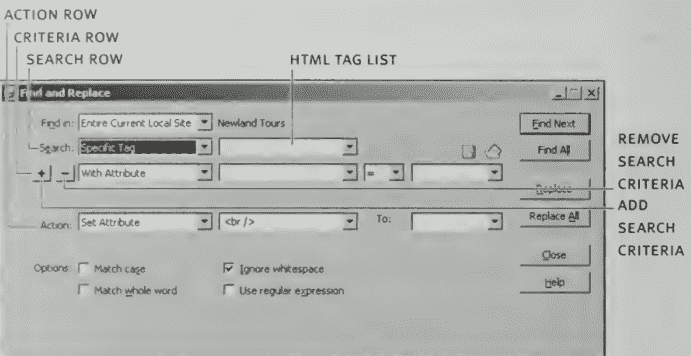 ACTION ROW
CRITERIA ROW
SEARCH ROW
HTML TAG LIST
Find and Replace
Find in: Entire Current Local Site Newland Tours
Find Next
Search: Specific Tag
Find All
REMOVE
SEARCH
CRITERIA
+ - With Attribute =
Replace
ADD
SEARCH
CRITERIA
Action: Set Attribute <br /> To:
Replace All
Close
Options: Match case Ignore whitespace
Help
Match whole word Use regular expression